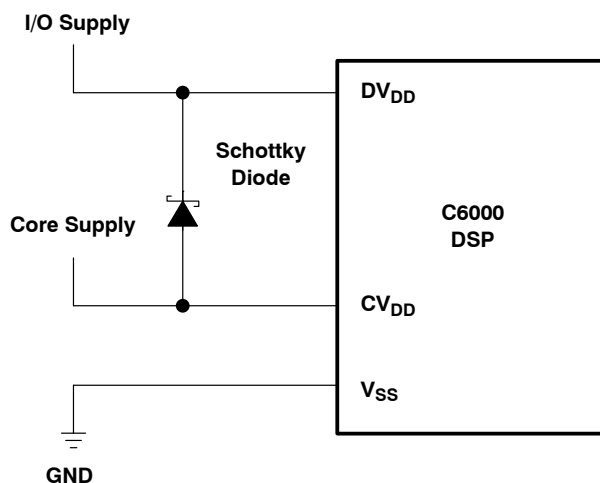 I/O Supply
DVDD
Schottky
Diode
C6000
DSP
Core Supply
CVDD
VSS
GND